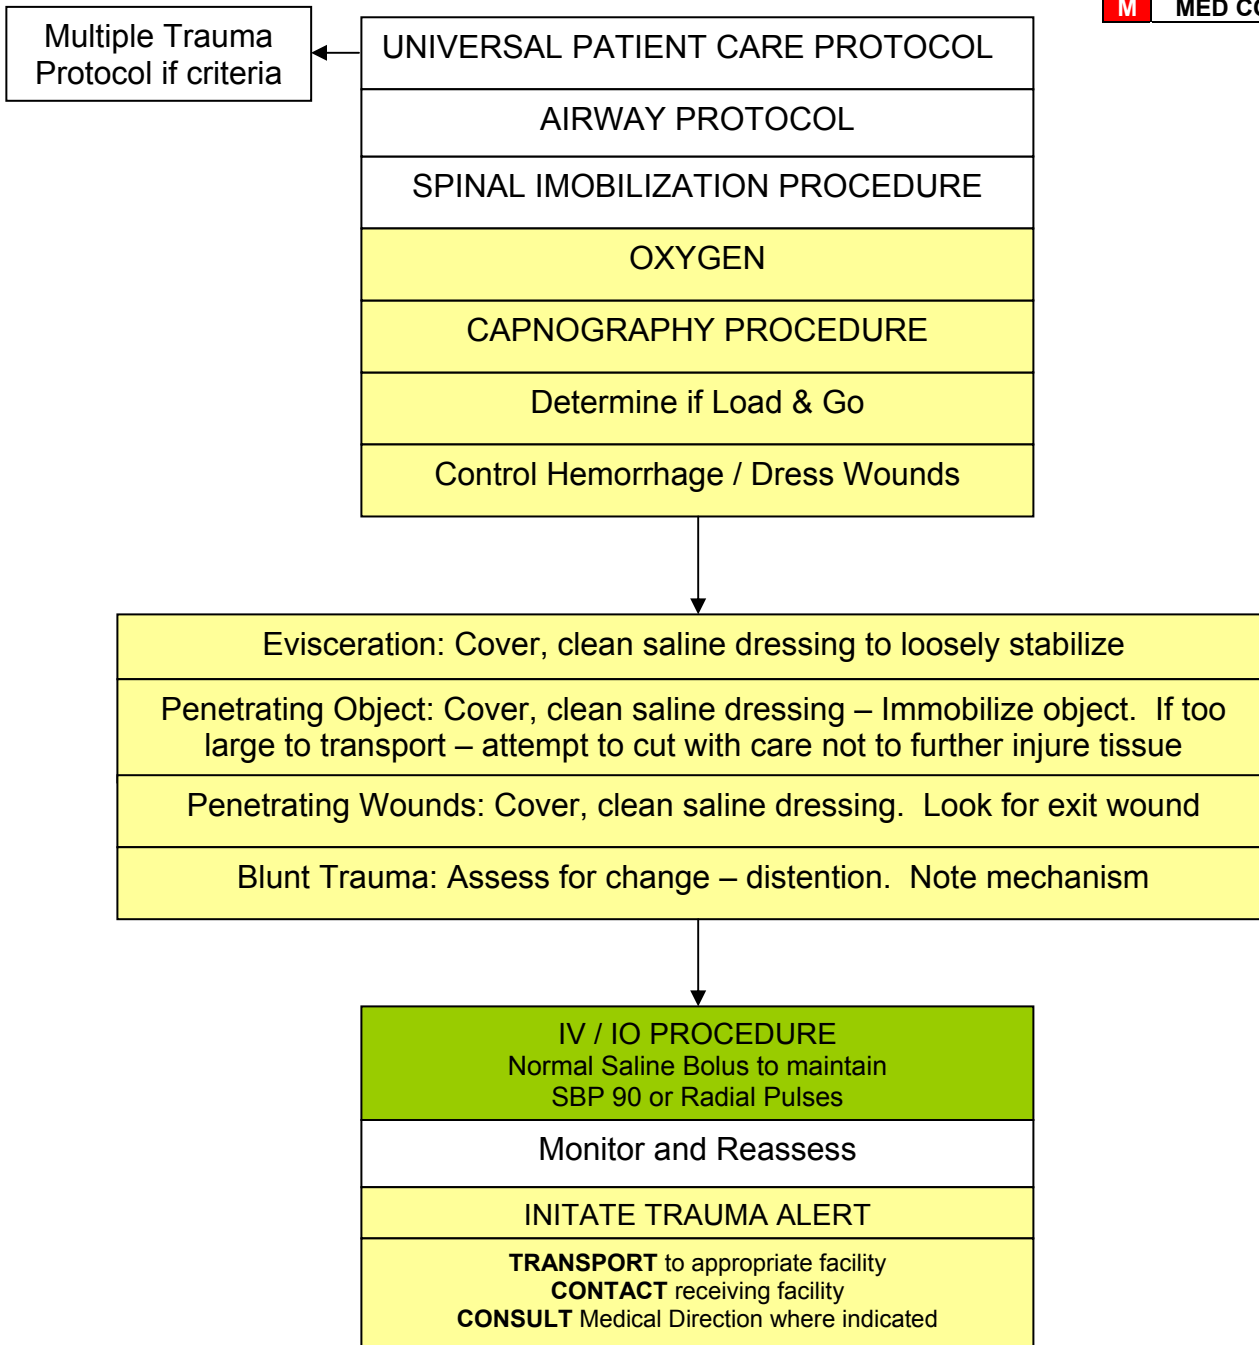 M MED CO
Multiple Trauma
Protocol if criteria
UNIVERSAL PATIENT CARE PROTOCOL
AIRWAY PROTOCOL
SPINAL IMOBILIZATION PROCEDURE
OXYGEN
CAPNOGRAPHY PROCEDURE
Determine if Load & Go
Control Hemorrhage / Dress Wounds
Evisceration: Cover, clean saline dressing to loosely stabilize
Penetrating Object: Cover, clean saline dressing – Immobilize object. If too
large to transport – attempt to cut with care not to further injure tissue
Penetrating Wounds: Cover, clean saline dressing. Look for exit wound
Blunt Trauma: Assess for change – distention. Note mechanism
IV / IO PROCEDURE
Normal Saline Bolus to maintain
SBP 90 or Radial Pulses
Monitor and Reassess
INITATE TRAUMA ALERT
TRANSPORT to appropriate facility
CONTACT receiving facility
CONSULT Medical Direction where indicated